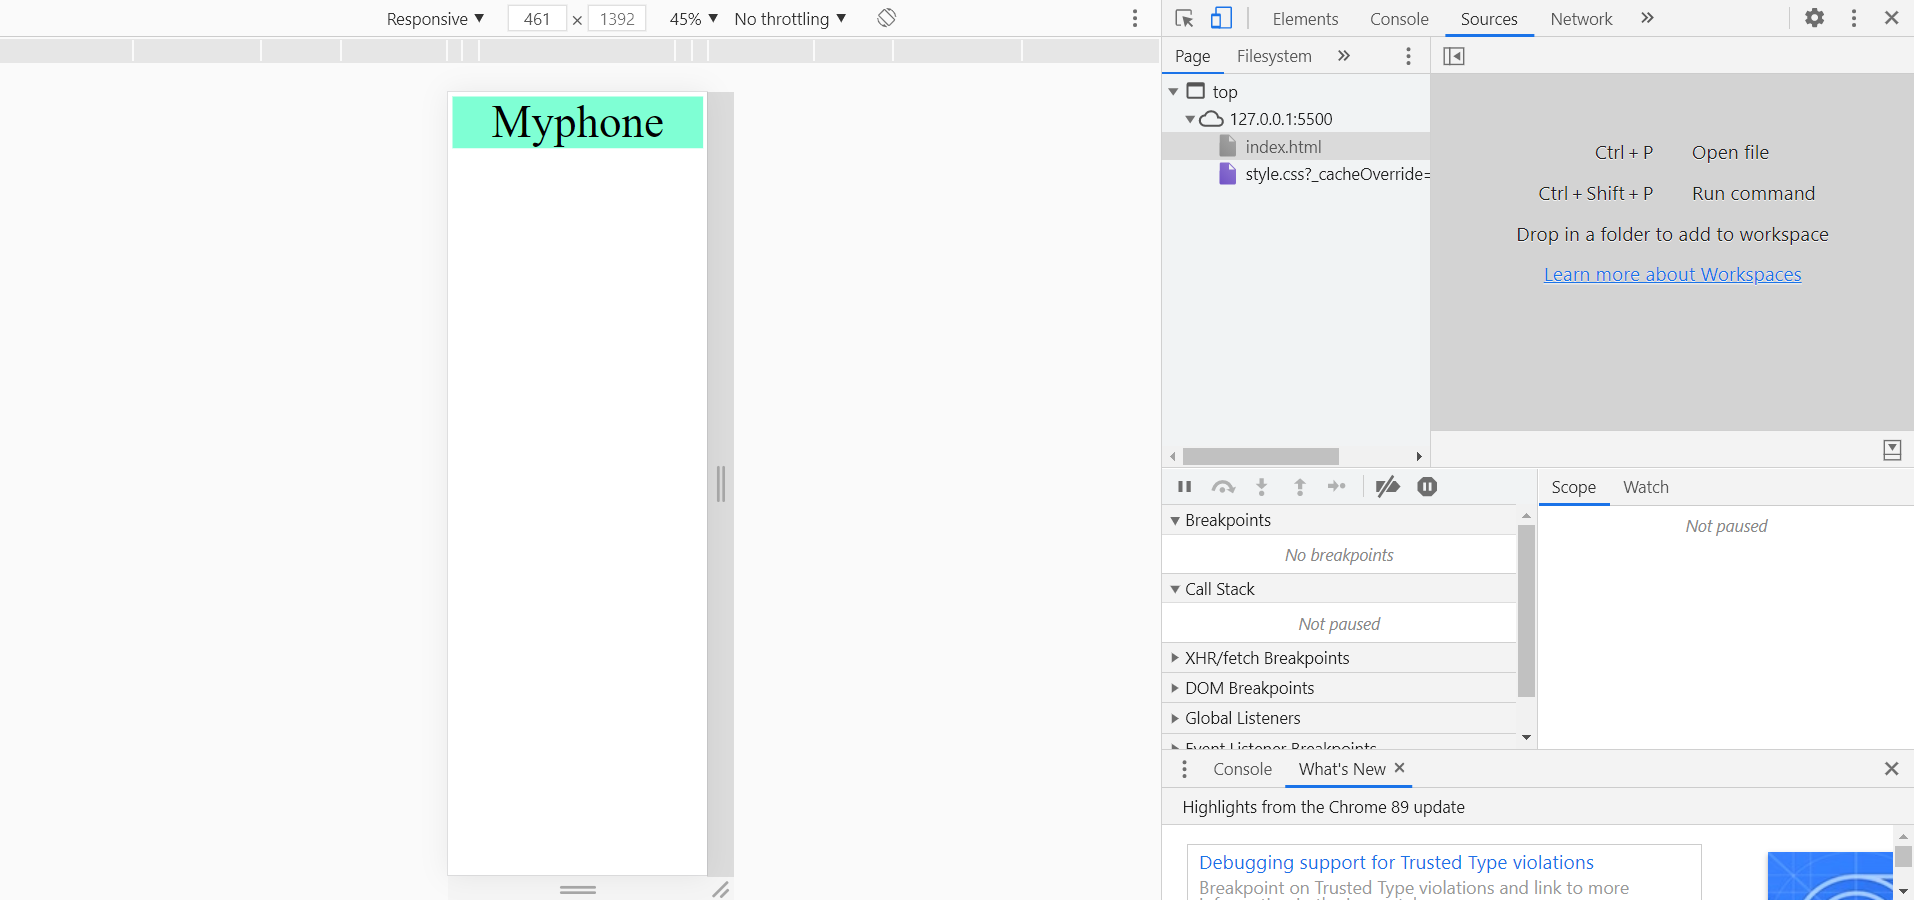 Responsive ▼ 461 × 1392 45% ▼ No throttling ▼
Elements Console Sources Network »
Page Filesystem »
Myphone
top
127.0.0.1:5500
index.html
style.css?_cacheOverride=
Ctrl + P Open file
Ctrl + Shift + P Run command
Drop in a folder to add to workspace
Learn more about Workspaces
Scope Watch
Not paused
Breakpoints
No breakpoints
Call Stack
Not paused
XHR/fetch Breakpoints
DOM Breakpoints
Global Listeners
Event Listener Breakpoints
Console What's New ×
Highlights from the Chrome 89 update
Debugging support for Trusted Type violations
Breakpoint on Trusted Type violations and link to more